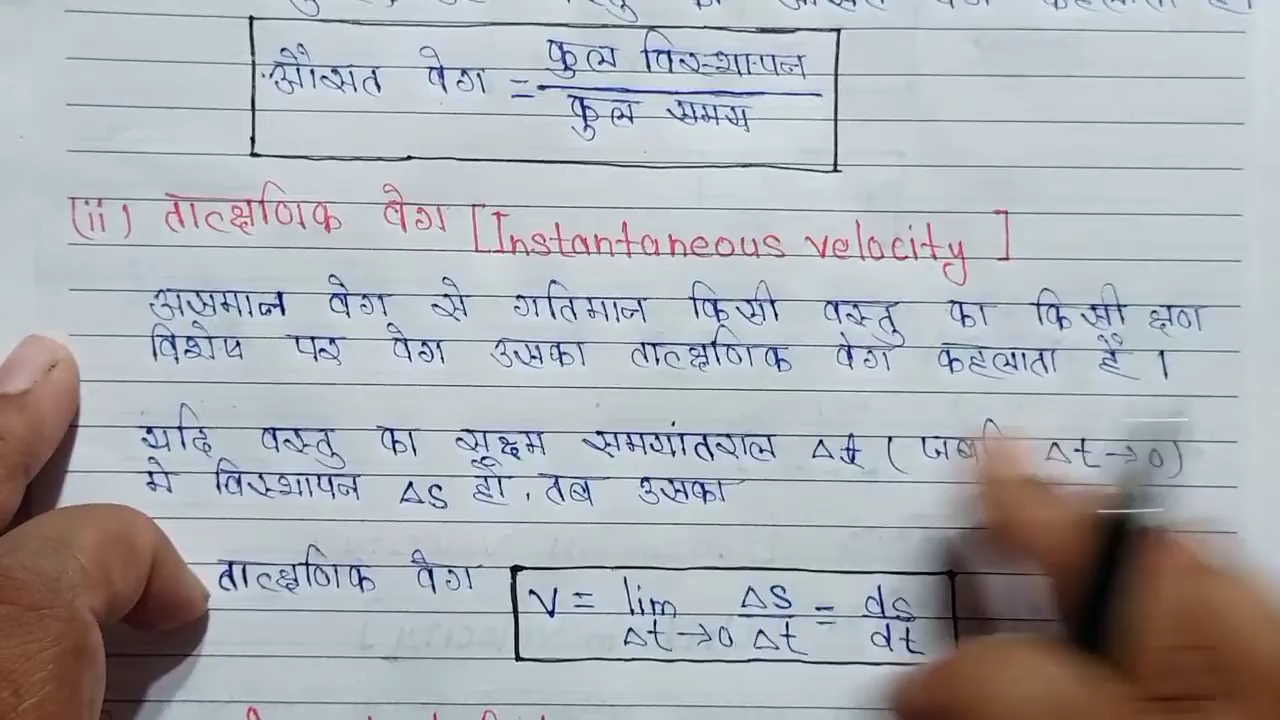 औसत वेग = कुल विस्थापन / कुल समय
(ii) तात्क्षणिक वेग [Instantaneous velocity]
असमान वेग से गतिमान किसी वस्तु का किसी क्षण
विशेष पर वेग उसका तात्क्षणिक वेग कहलाता है ।
यदि वस्तु का सूक्ष्म समयांतराल Δt ( जबकि Δt→0)
मे विस्थापन ΔS हो, तब उसका
तात्क्षणिक वेग V = lim Δt→0 ΔS/Δt = ds/dt